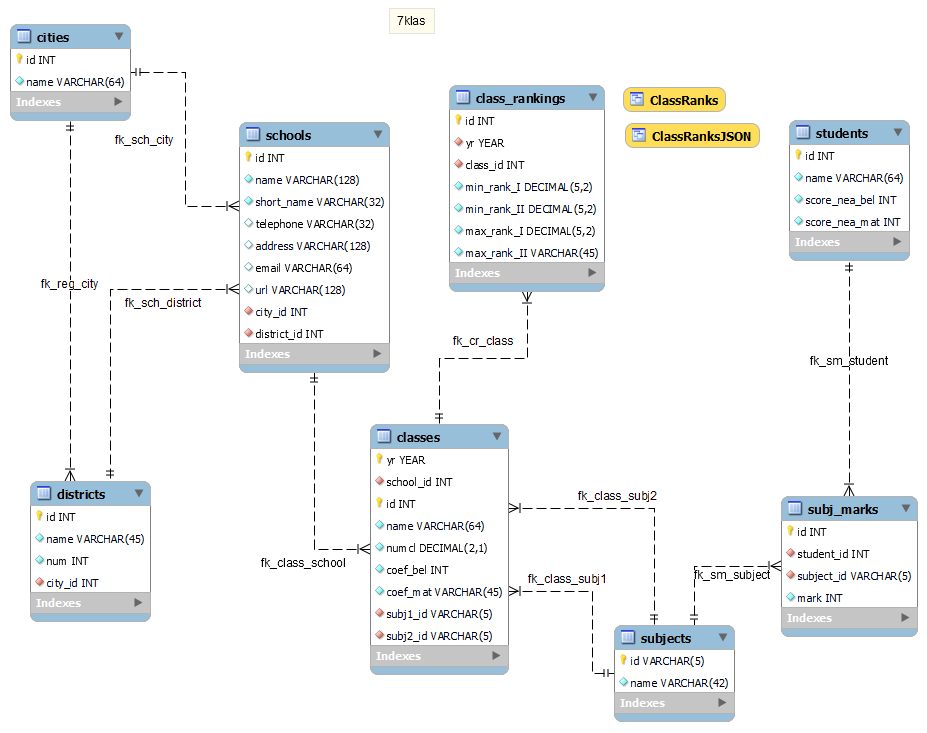 7klas
cities
id INT
name VARCHAR(64)
Indexes
fk_sch_city
schools
id INT
name VARCHAR(128)
short_name VARCHAR(32)
telephone VARCHAR(32)
address VARCHAR(128)
email VARCHAR(64)
url VARCHAR(128)
city_id INT
district_id INT
Indexes
class_rankings
id INT
yr YEAR
class_id INT
min_rank_I DECIMAL(5,2)
min_rank_II DECIMAL(5,2)
max_rank_I DECIMAL(5,2)
max_rank_II VARCHAR(45)
Indexes
ClassRanks
ClassRanksJSON
students
id INT
name VARCHAR(64)
score_nea_bel INT
score_nea_mat INT
Indexes
fk_reg_city
fk_sch_district
fk_cr_class
fk_sm_student
districts
id INT
name VARCHAR(45)
num INT
city_id INT
Indexes
fk_class_school
classes
yr YEAR
school_id INT
id INT
name VARCHAR(64)
numcl DECIMAL(2,1)
coef_bel INT
coef_mat VARCHAR(45)
subj1_id VARCHAR(5)
subj2_id VARCHAR(5)
Indexes
fk_class_subj2
fk_class_subj1
fk_sm_subject
subj_marks
id INT
student_id INT
subject_id VARCHAR(5)
mark INT
Indexes
subjects
id VARCHAR(5)
name VARCHAR(42)
Indexes